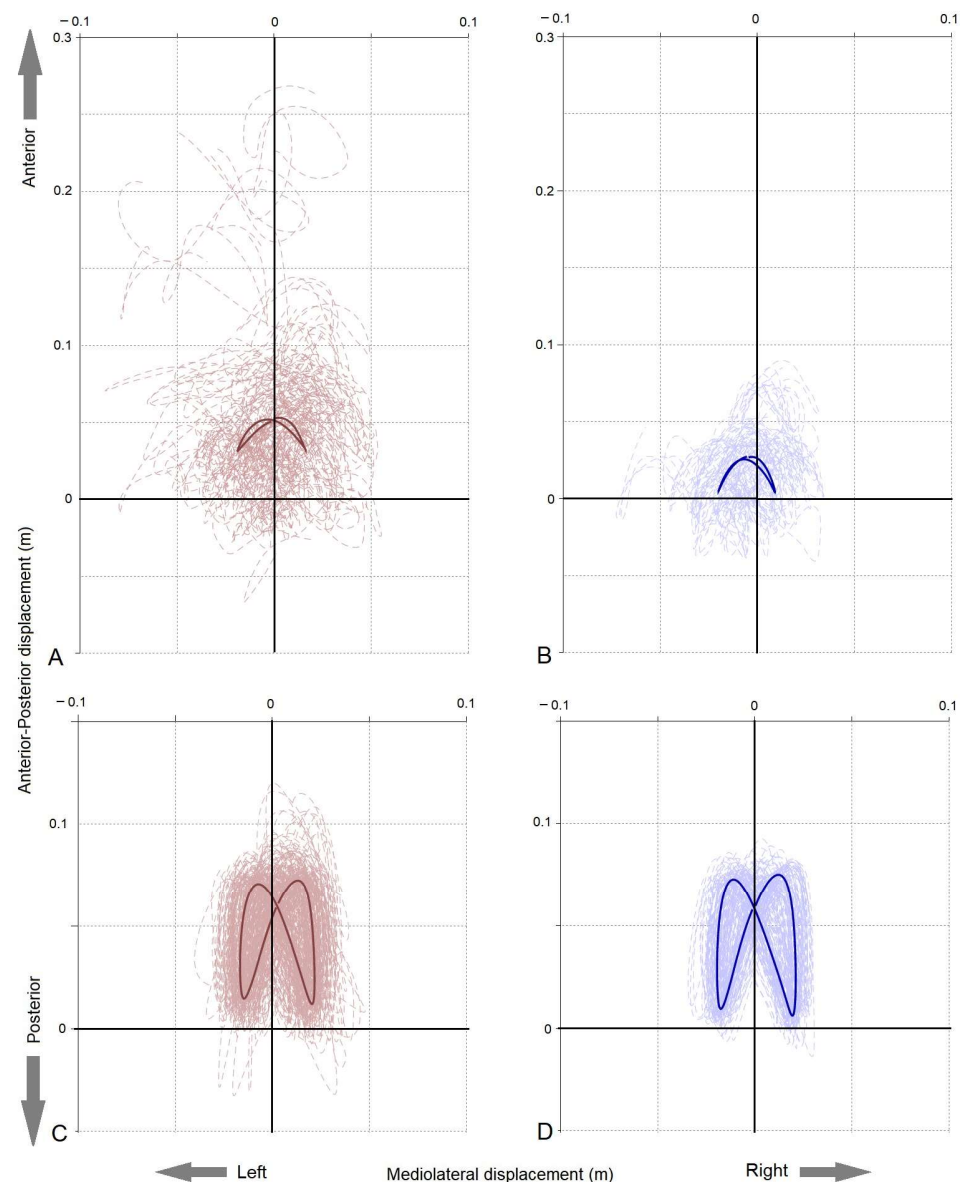 −0.1 0 0.1
−0.1 0 0.1
0.3
0.3
Anterior
0.2
0.2
0.1
0.1
0
0
A
B
Anterior-Posterior displacement (m)
−0.1 0 0.1
−0.1 0 0.1
0.1
0.1
Posterior
0
0
C
D
Left
Mediolateral displacement (m)
Right